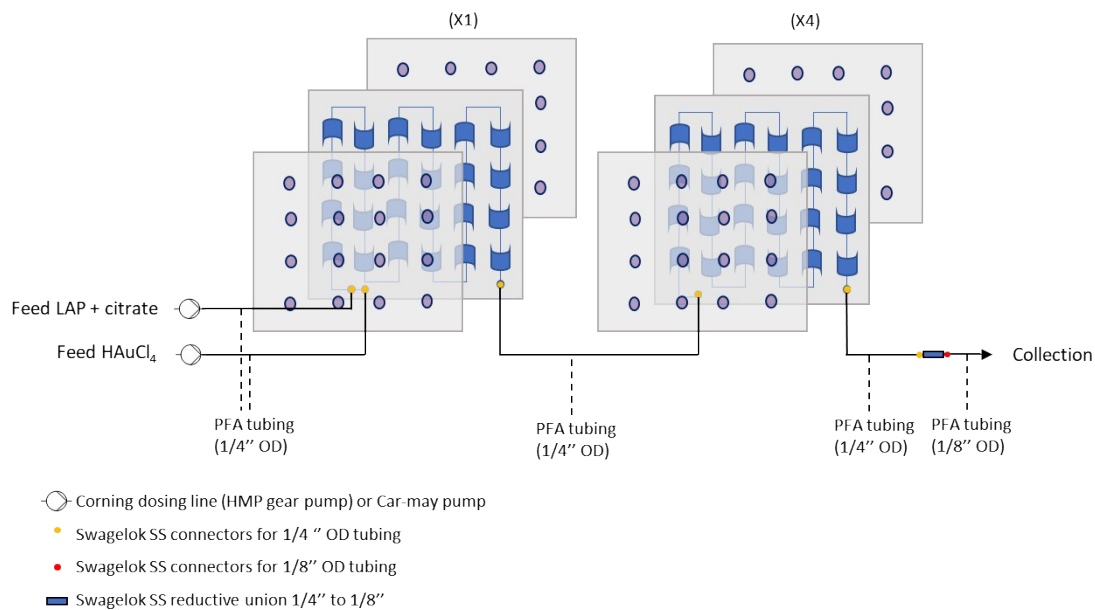 (X1)
(X4)
Feed LAP + citrate
Feed HAuCl₄
Collection
PFA tubing
(1/4’’ OD)
PFA tubing
(1/4’’ OD)
PFA tubing
(1/4’’ OD)
PFA tubing
(1/8’’ OD)
Corning dosing line (HMP gear pump) or Car-may pump
Swagelok SS connectors for 1/4 ‘’ OD tubing
Swagelok SS connectors for 1/8’’ OD tubing
Swagelok SS reductive union 1/4’’ to 1/8’’